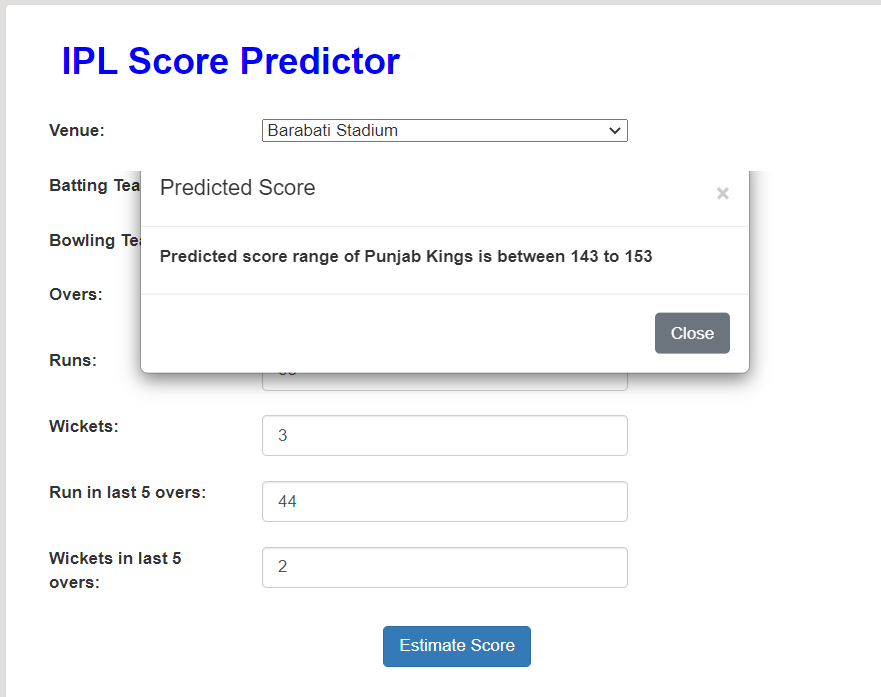 IPL Score Predictor
Venue:
Barabati Stadium
Batting Tea
Predicted Score
×
Bowling Te
Predicted score range of Punjab Kings is between 143 to 153
Overs:
Close
Runs:
Wickets:
3
Run in last 5 overs:
44
Wickets in last 5
overs:
2
Estimate Score